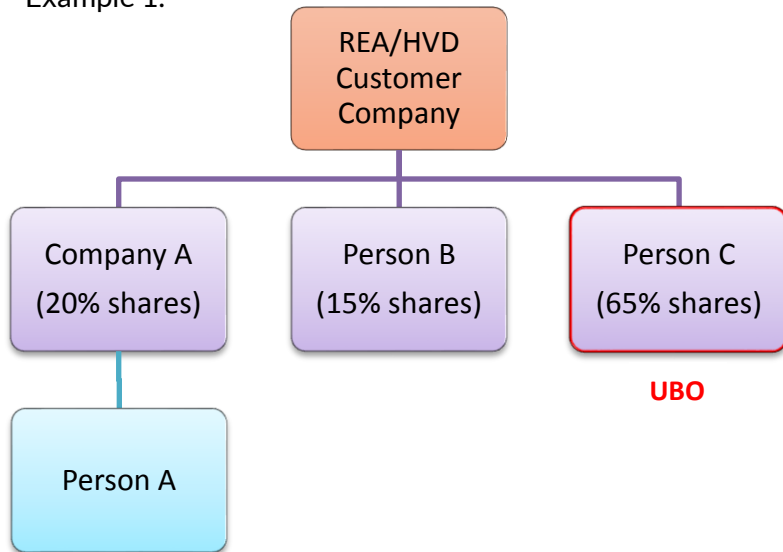 Example 1:
REA/HVD
Customer
Company
Company A
(20% shares)
Person B
(15% shares)
Person C
(65% shares)
UBO
Person A